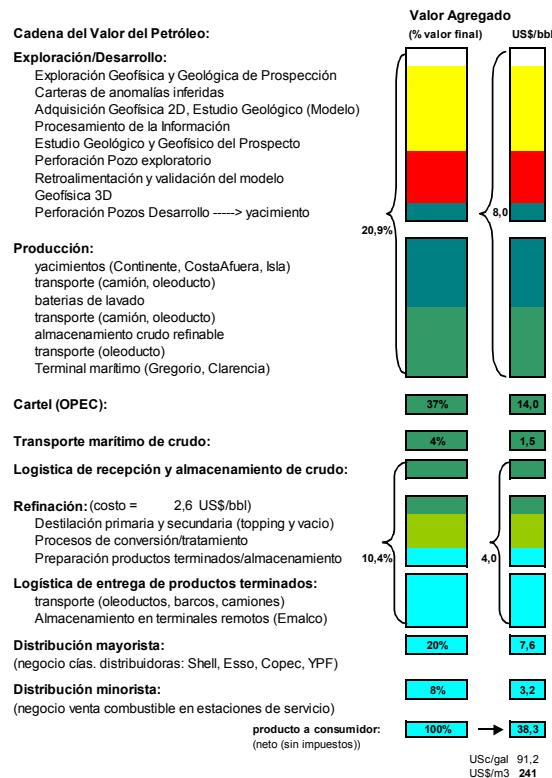 Valor Agregado
Cadena del Valor del Petróleo: (% valor final) US$/bbl
Exploración/Desarrollo:
Exploración Geofísica y Geológica de Prospección
Carteras de anomalías inferidas
Adquisición Geofísica 2D, Estudio Geológico (Modelo)
Procesamiento de la Información
Estudio Geológico y Geofísico del Prospecto
Perforación Pozo exploratorio
Retroalimentación y validación del modelo
Geofísica 3D
Perforación Pozos Desarrollo -----> yacimiento 8,0
20,9%
Producción:
yacimientos (Continente, CostaAfuera, Isla)
transporte (camión, oleoducto)
baterias de lavado
transporte (camión, oleoducto)
almacenamiento crudo refinable
transporte (oleoducto)
Terminal marítimo (Gregorio, Clarencia)
Cartel (OPEC): 37% 14,0
Transporte marítimo de crudo: 4% 1,5
Logistica de recepción y almacenamiento de crudo:
Refinación: (costo = 2,6 US$/bbl)
Destilación primaria y secundaria (topping y vacio)
Procesos de conversión/tratamiento
Preparación productos terminados/almacenamiento 10,4% 4,0
Logística de entrega de productos terminados:
transporte (oleoductos, barcos, camiones)
Almacenamiento en terminales remotos (Emalco)
Distribución mayorista: 20% 7,6
(negocio cías. distribuidoras: Shell, Esso, Copec, YPF)
Distribución minorista: 8% 3,2
(negocio venta combustible en estaciones de servicio)
producto a consumidor: 100% 38,3
(neto (sin impuestos))
USc/gal 91,2
US$/m3 241